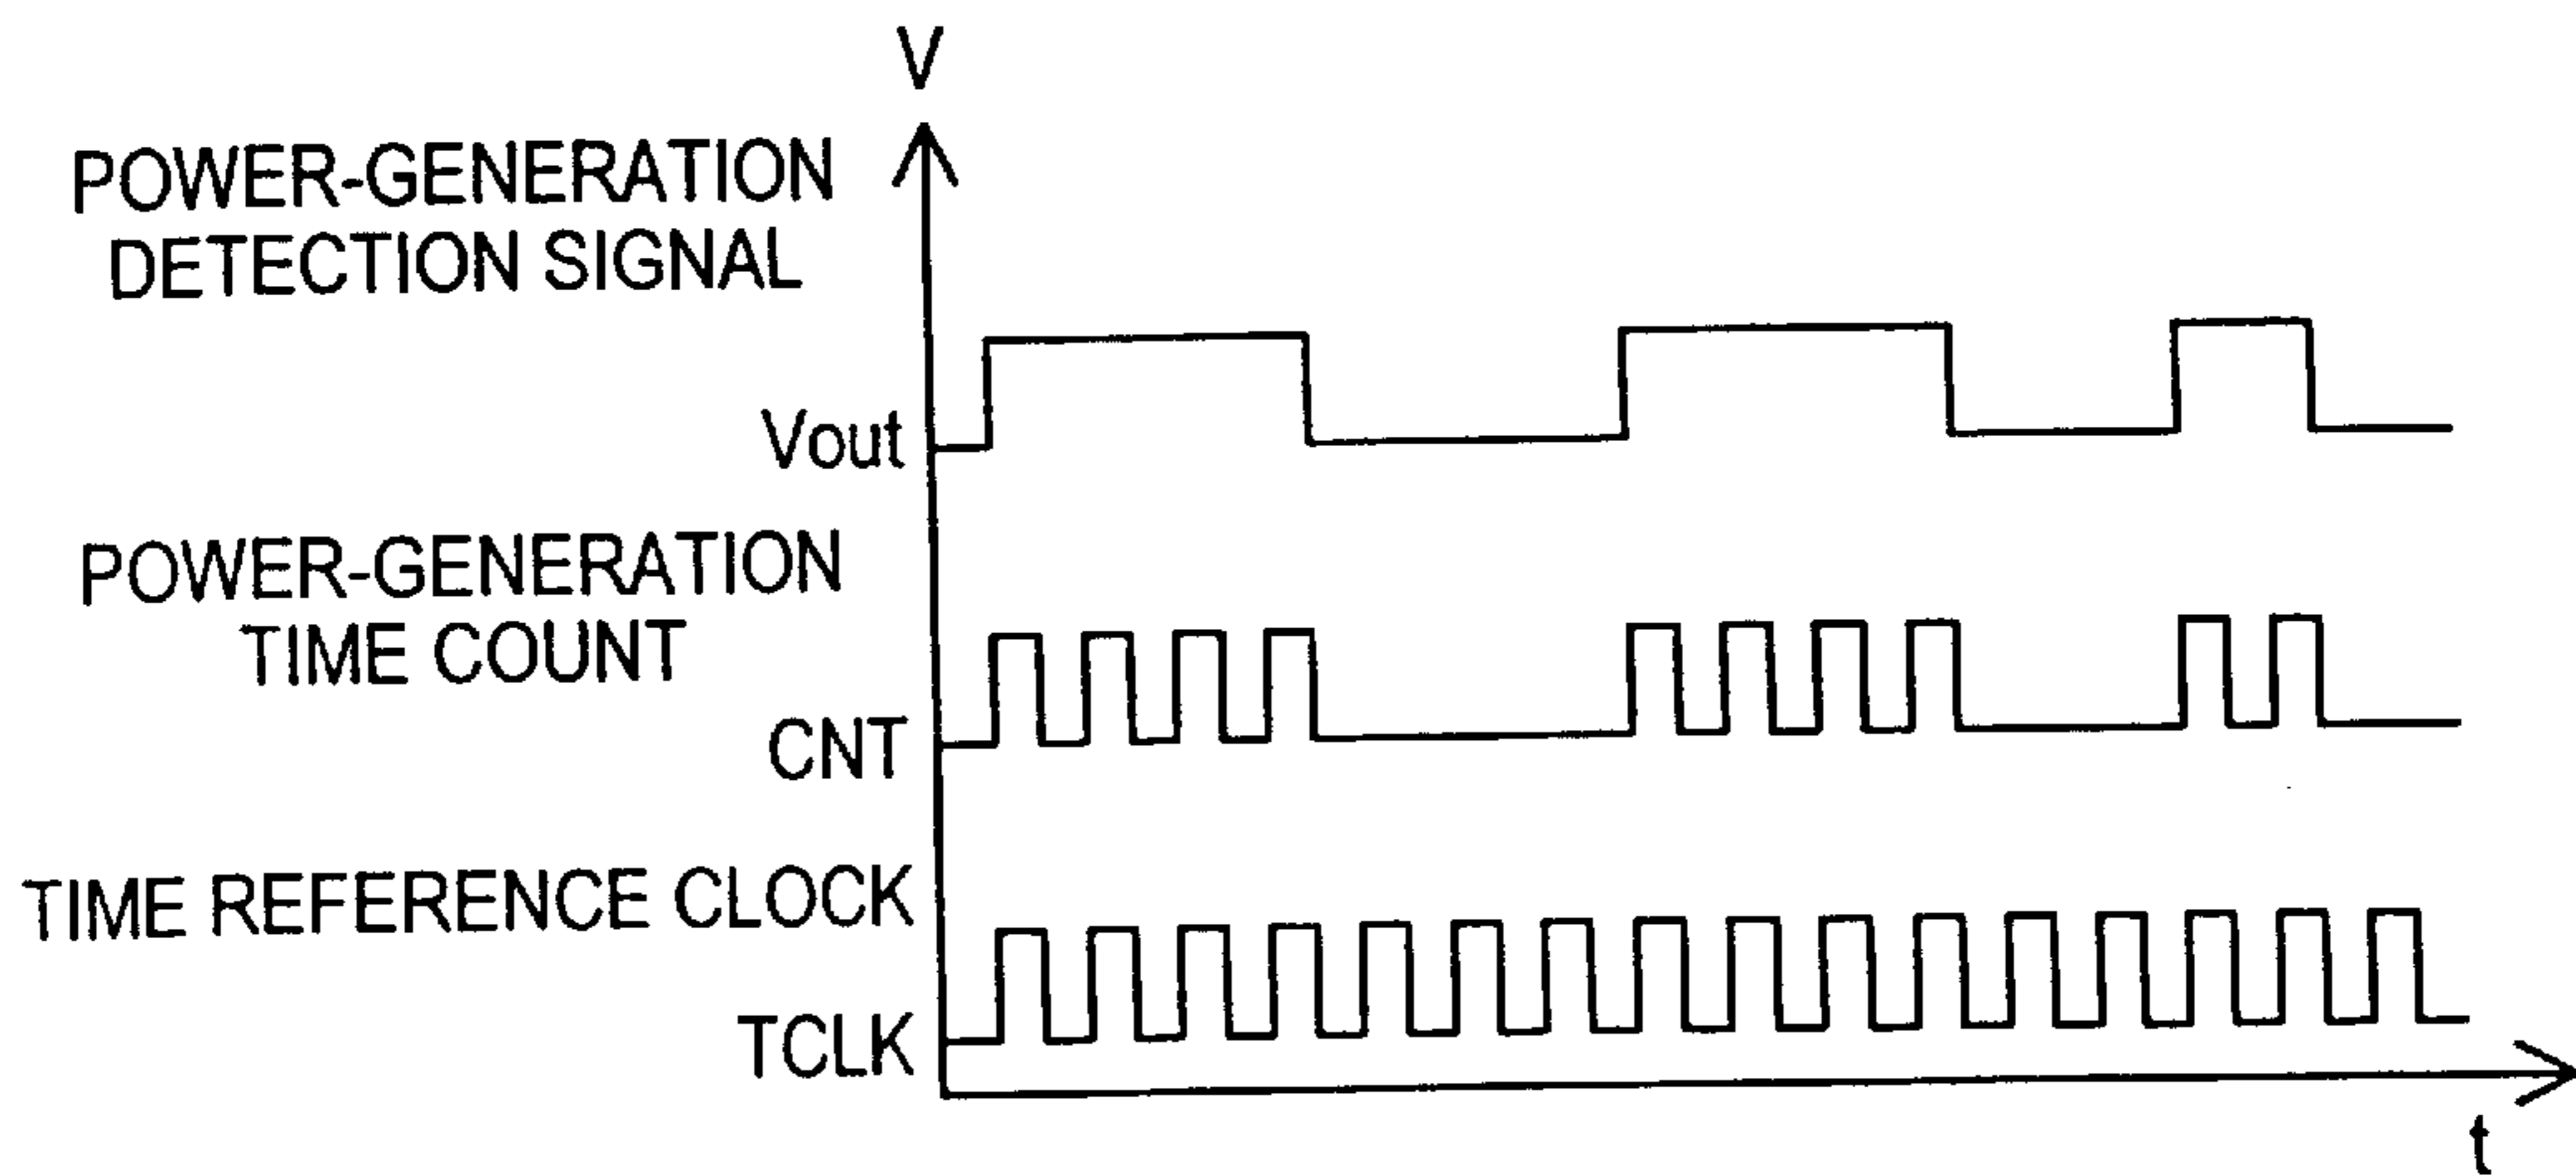 V
POWER-GENERATION
DETECTION SIGNAL
Vout
POWER-GENERATION
TIME COUNT
CNT
TIME REFERENCE CLOCK
TCLK
t